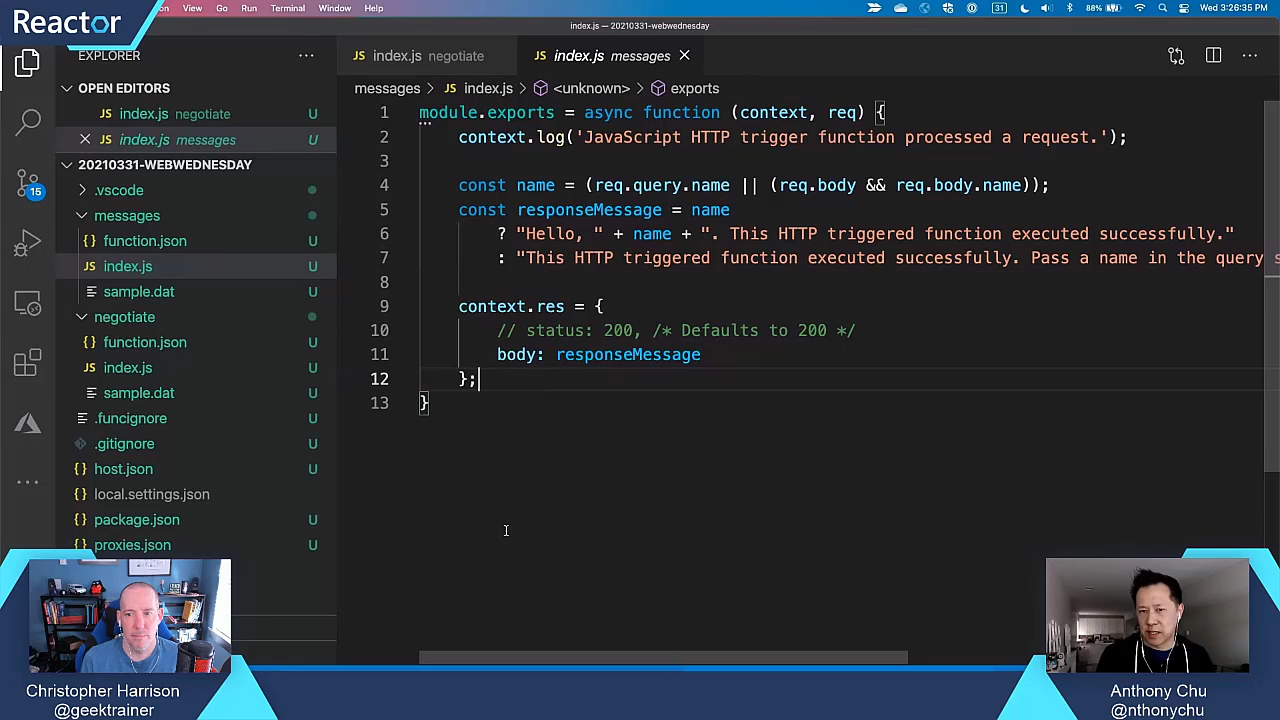 Reactor
on Run Terminal Window Help
Go
31
88%
Wed 3:26:35 PM
index.js — 20210331-webwednesday
EXPLORER
index.js negotiate
index.js messages
OPEN EDITORS
index.js negotiate U
index.js messages U
20210331-WEBWEDNESDAY
.vscode
messages
function.json U
index.js U
sample.dat U
negotiate
function.json U
index.js U
sample.dat U
.funcignore U
.gitignore U
host.json U
local.settings.json
package.json U
proxies.json U
15
messages > index.js > <unknown> > exports
1 module.exports = async function (context, req) {
2 context.log('JavaScript HTTP trigger function processed a request.');
3
4 const name = (req.query.name || (req.body && req.body.name));
5 const responseMessage = name
6 ? "Hello, " + name + ". This HTTP triggered function executed successfully."
7 : "This HTTP triggered function executed successfully. Pass a name in the query s
8
9 context.res = {
10 // status: 200, /* Defaults to 200 */
11 body: responseMessage
12 };
13 }
Christopher Harrison
@geektrainer
Anthony Chu
@nthonychu